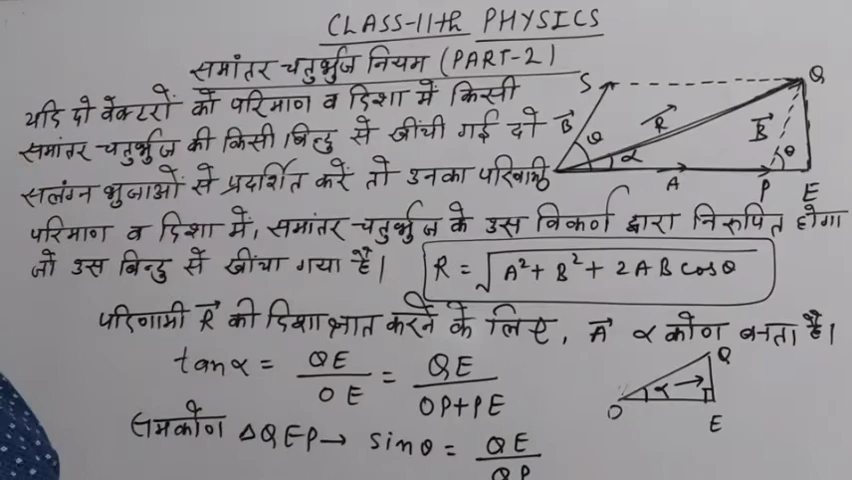 CLASS-11th PHYSICS
समांतर चतुर्भुज नियम (PART-2)
यदि दो वेक्टरों को परिमाण व दिशा में किसी
समांतर चतुर्भुज की किसी बिन्दु से खींची गई दो
सलंग्न भुजाओं से प्रदर्शित करें तो उनका परिणामी
परिमाण व दिशा में, समांतर चतुर्भुज के उस विकर्ण द्वारा निरुपित होगा
जो उस बिन्दु से खींचा गया है।
R = √A² + B² + 2AB cosθ
S Q
B⃗ R⃗ B⃗
θ α θ
A P E
परिणामी R⃗ की दिशा ज्ञात करने के लिए, A⃗ α कोण बनता है।
tanα = QE/OE = QE/OP+PE
Q
α
O E
समकोण ΔQEP→ sinθ = QE/QP